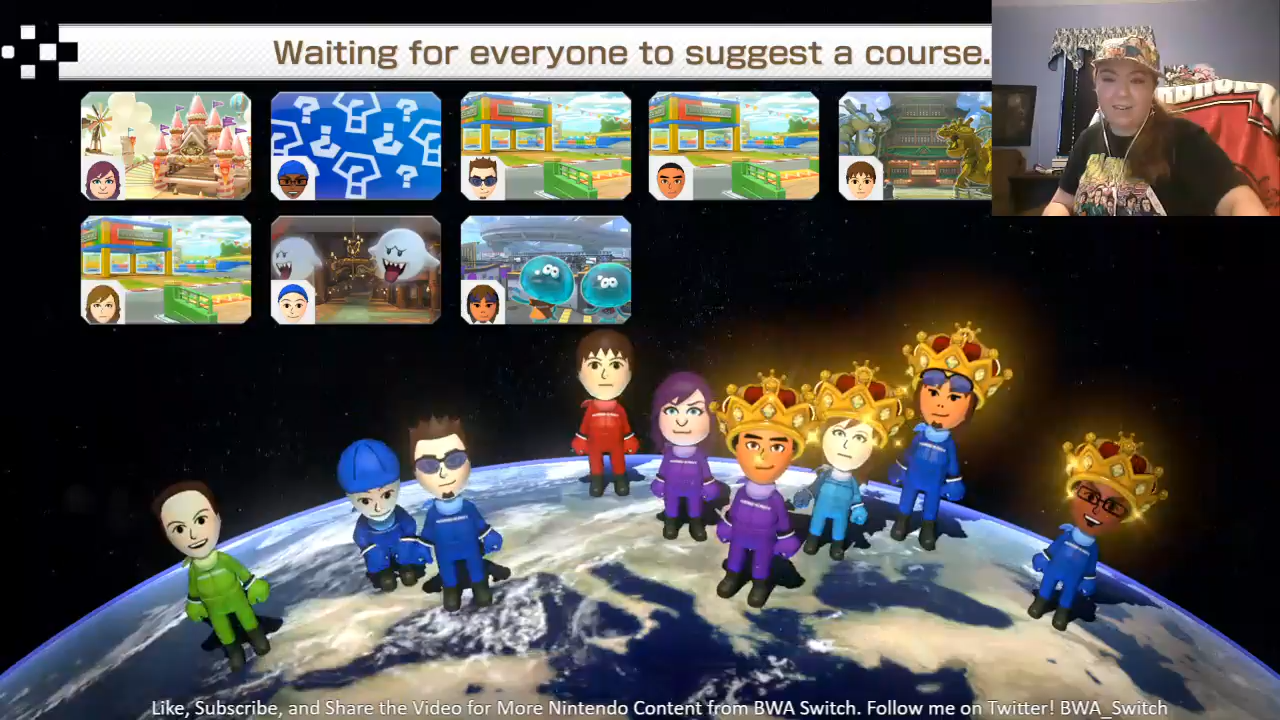 Waiting for everyone to suggest a course.
Like, Subscribe, and Share the Video for More Nintendo Content from BWA Switch. Follow me on Twitter! BWA_Switch